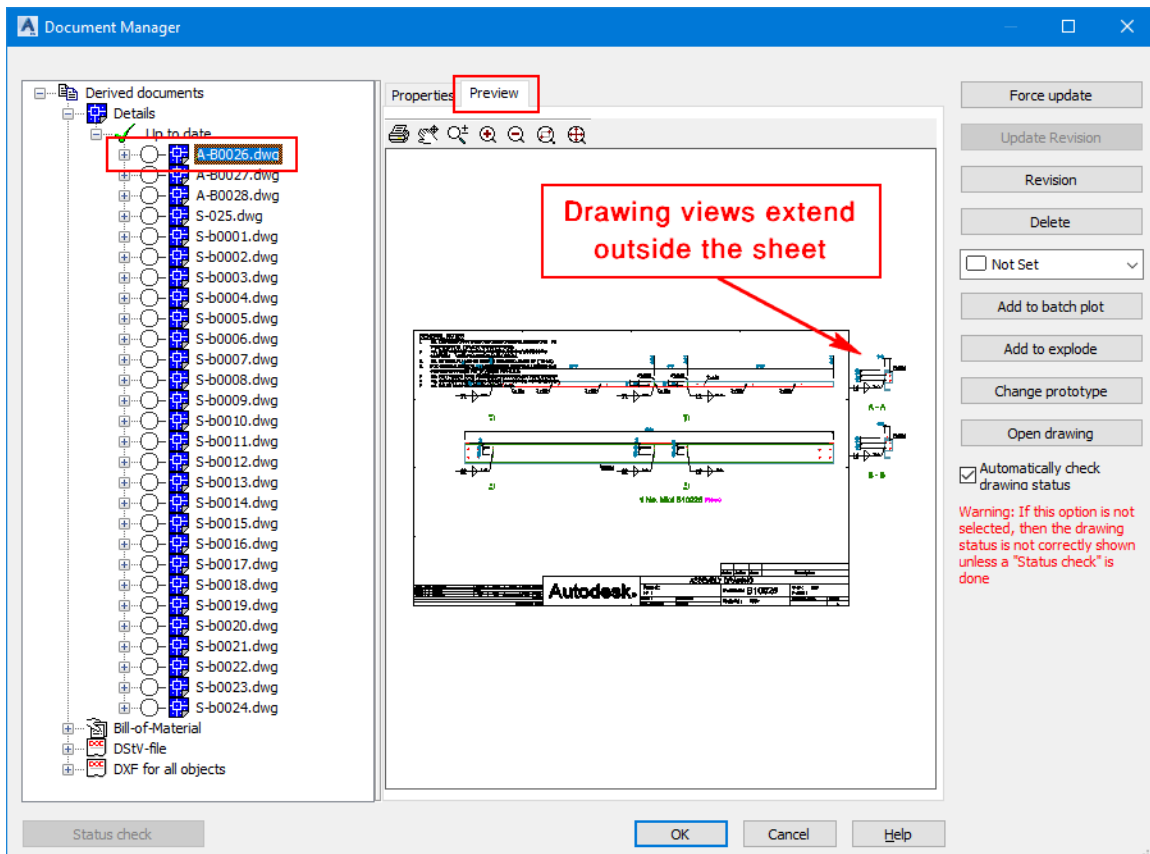 Document Manager
Derived documents
Details
Up to date
A-B0026.dwg
A-B0027.dwg
A-B0028.dwg
S-025.dwg
S-b0001.dwg
S-b0002.dwg
S-b0003.dwg
S-b0004.dwg
S-b0005.dwg
S-b0006.dwg
S-b0007.dwg
S-b0008.dwg
S-b0009.dwg
S-b0010.dwg
S-b0011.dwg
S-b0012.dwg
S-b0013.dwg
S-b0014.dwg
S-b0015.dwg
S-b0016.dwg
S-b0017.dwg
S-b0018.dwg
S-b0019.dwg
S-b0020.dwg
S-b0021.dwg
S-b0022.dwg
S-b0023.dwg
S-b0024.dwg
Bill-of-Material
DStV-file
DXF for all objects
Properties
Preview
Drawing views extend
outside the sheet
A - A
B - B
ASSEMBLY DRAWING
Autodesk.
B10026
Force update
Update Revision
Revision
Delete
Not Set
Add to batch plot
Add to explode
Change prototype
Open drawing
Automatically check
drawing status
Warning: If this option is not
selected, then the drawing
status is not correctly shown
unless a "Status check" is
done
Status check
OK
Cancel
Help